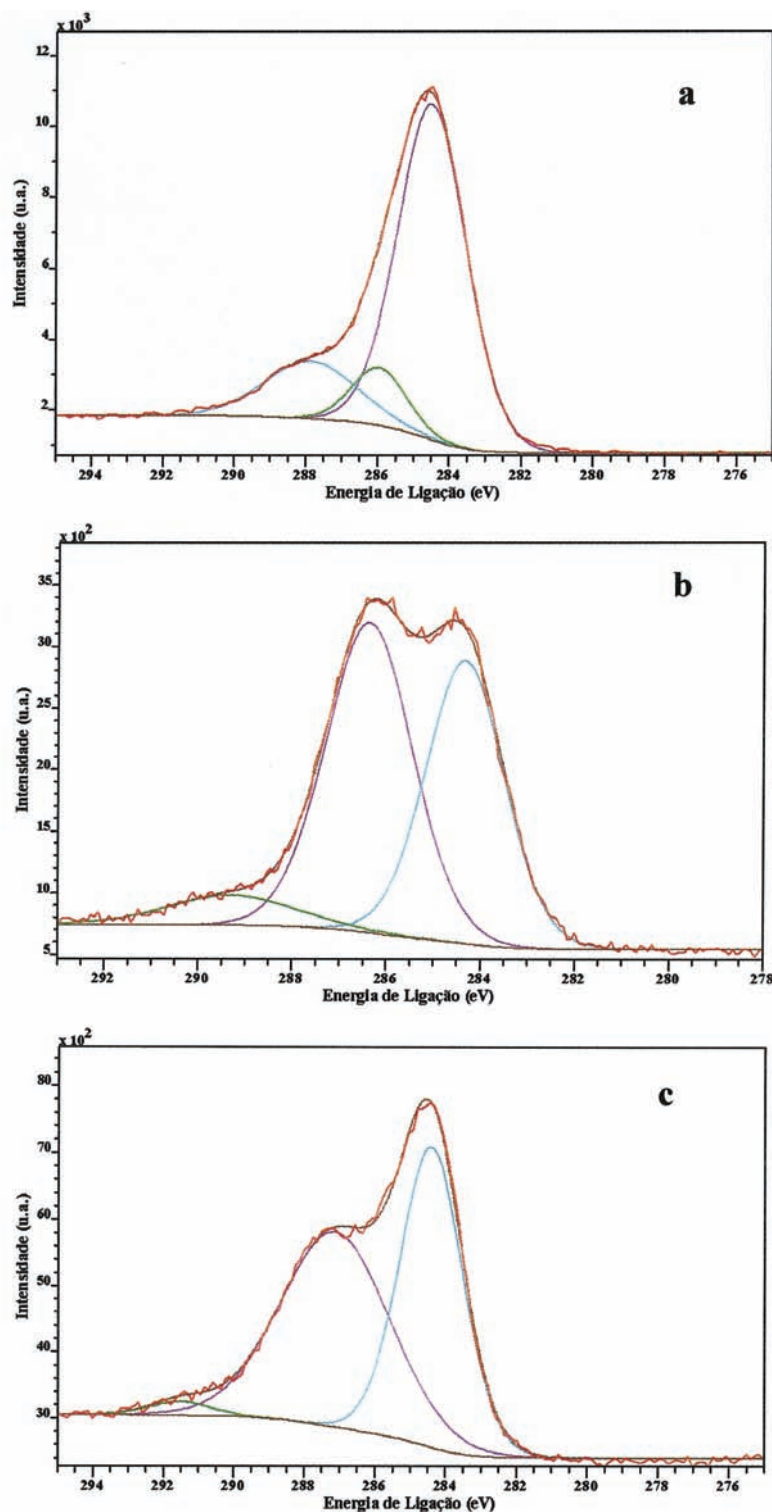 x 10³
a
12
10
8
6
4
2
Intensidade (u.a.)
294 292 290 288 286 284 282 280 278 276
Energia de Ligação (eV)
x 10²
b
35
30
25
20
15
10
5
Intensidade (u.a.)
292 290 288 286 284 282 280 278
Energia de Ligação (eV)
x 10²
c
80
70
60
50
40
30
Intensidade (u.a.)
294 292 290 288 286 284 282 280 278 276
Energia de Ligação (eV)